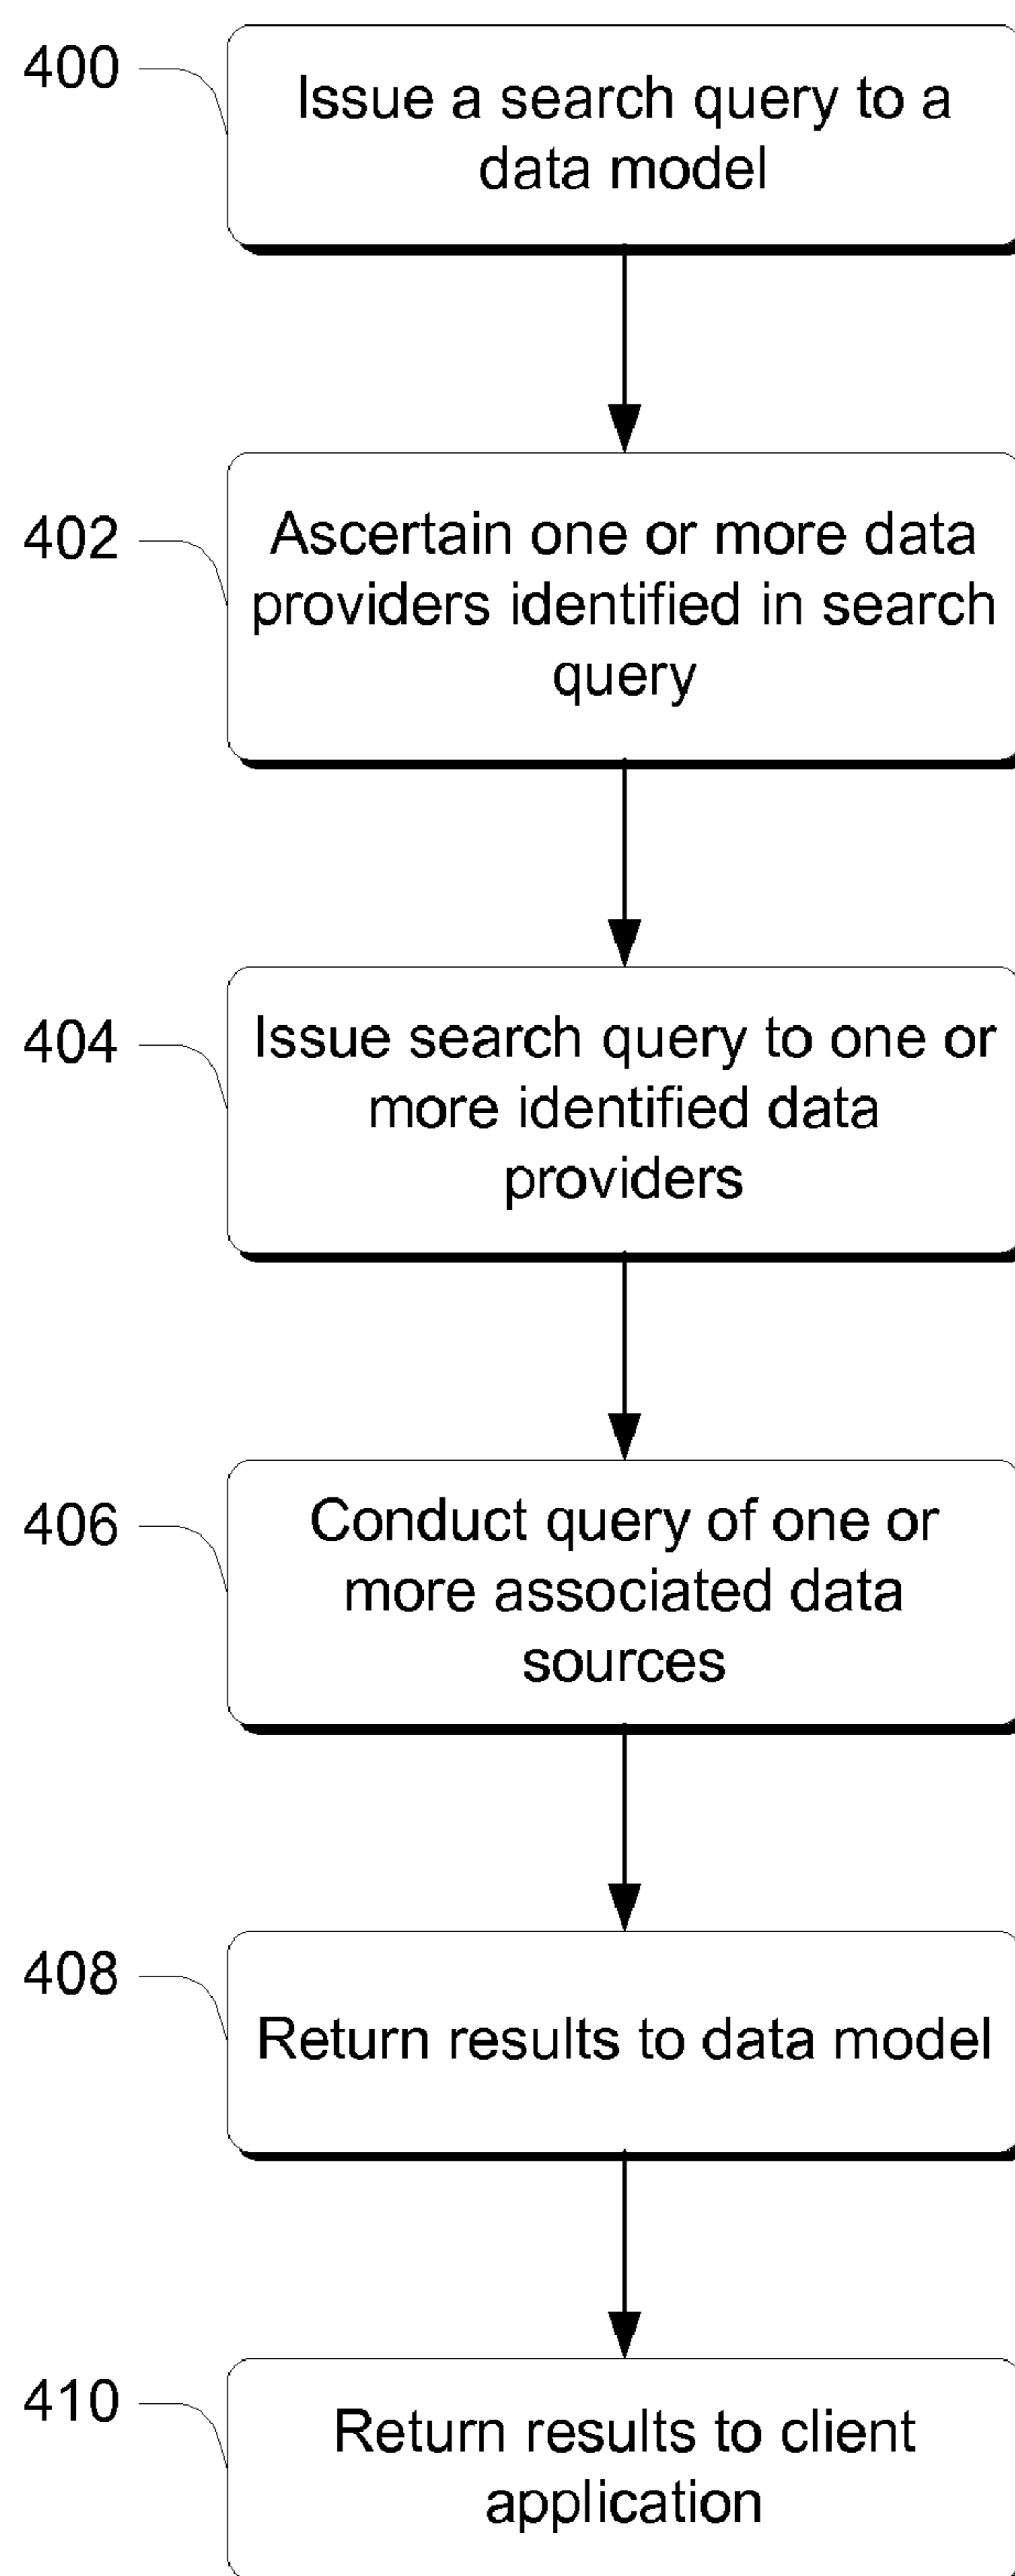 400
Issue a search query to a
data model
402
Ascertain one or more data
providers identified in search
query
404
Issue search query to one or
more identified data
providers
406
Conduct query of one or
more associated data
sources
408
Return results to data model
410
Return results to client
application